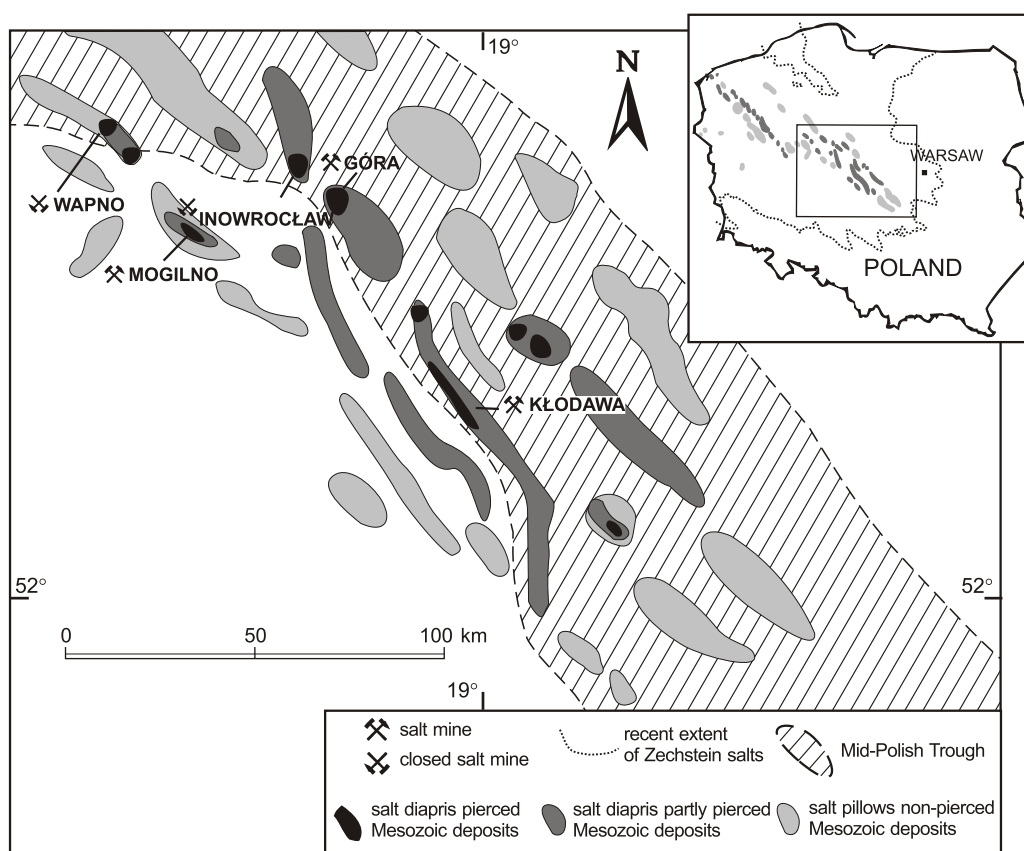 19°
N
WARSAW
POLAND
GÓRA
WAPNO
INOWROCŁAW
MOGILNO
KŁODAWA
52°
52°
0 50 100 km
19°
salt mine
closed salt mine
recent extent
of Zechstein salts
Mid-Polish Trough
salt diapris pierced
Mesozoic deposits
salt diapris partly pierced
Mesozoic deposits
salt pillows non-pierced
Mesozoic deposits